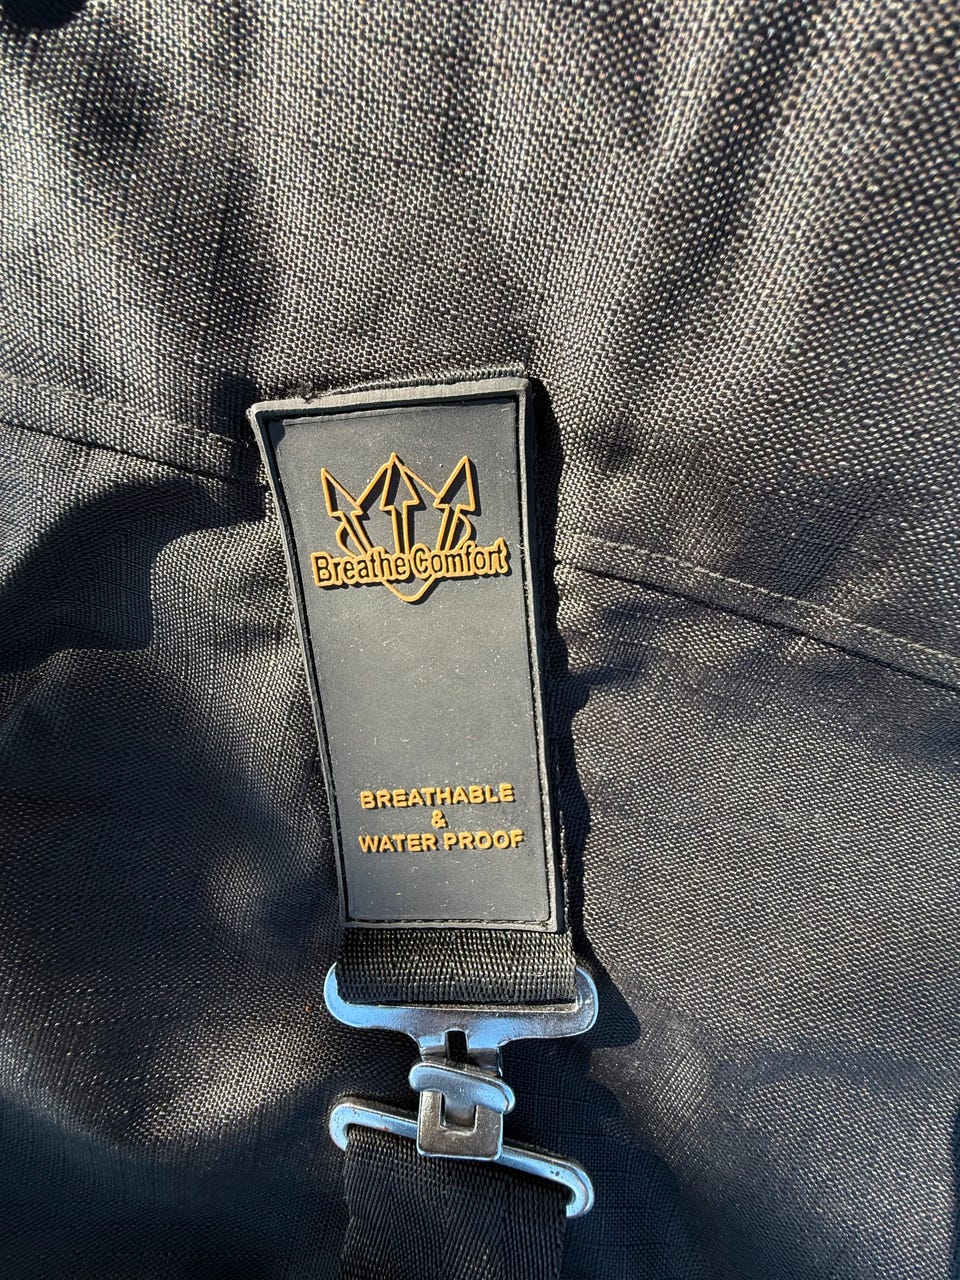 Breathe Comfort
BREATHABLE
&
WATER PROOF